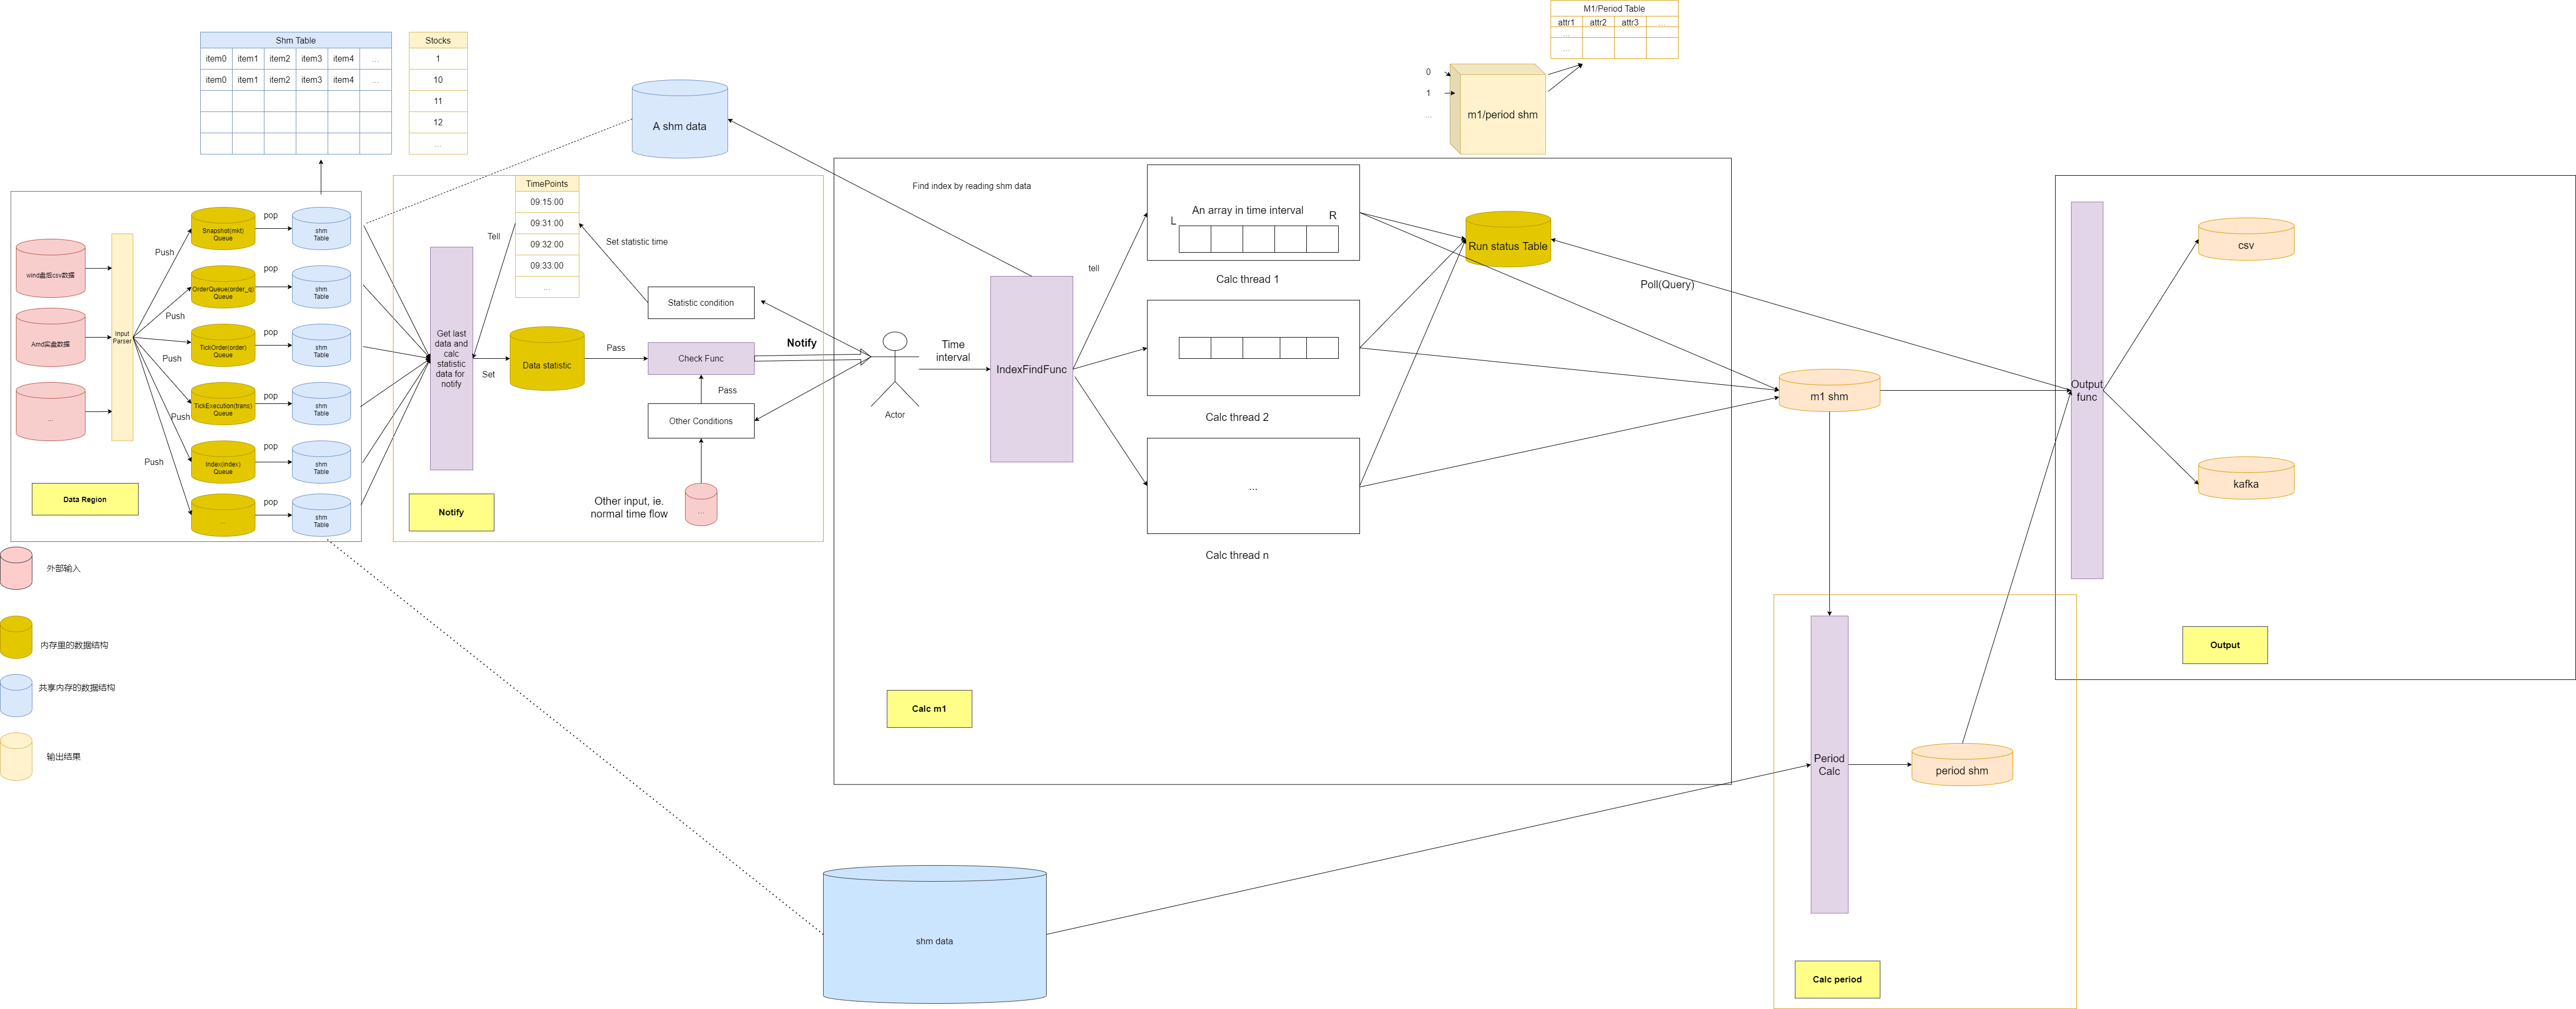 M1/Period Table
attr1 attr2 attr3 ...
...
...
Shm Table
item0 item1 item2 item3 item4 ...
item0 item1 item2 item3 item4 ...
Stocks
1
10
11
12
...
A shm data
0
1
...
m1/period shm
wind盘后csv数据
Amd实盘数据
...
Input
Parser
Push
Push
Push
Push
Push
Push
Snapshot(mkt)
Queue
OrderQueue(order_q)
Queue
TickOrder(order)
Queue
TickExecution(trans)
Queue
Index(index)
Queue
...
pop
pop
pop
pop
pop
pop
shm
Table
shm
Table
shm
Table
shm
Table
shm
Table
shm
Table
Data Region
TimePoints
09:15:00
09:31:00
09:32:00
09:33:00
...
Tell
Set statistic time
Statistic condition
Get last
data and
calc
statistic
data for
notify
Set
Data statistic
Pass
Check Func
Pass
Other Conditions
Notify
Other input, ie.
normal time flow
...
Notify
Actor
Time
interval
Find index by reading shm data
IndexFindFunc
tell
An array in time interval
L
R
Calc thread 1
Calc thread 2
...
Calc thread n
Run status Table
Poll(Query)
m1 shm
Calc m1
Output
func
csv
kafka
Output
外部输入
内存里的数据结构
共享内存的数据结构
输出结果
shm data
Period
Calc
period shm
Calc period